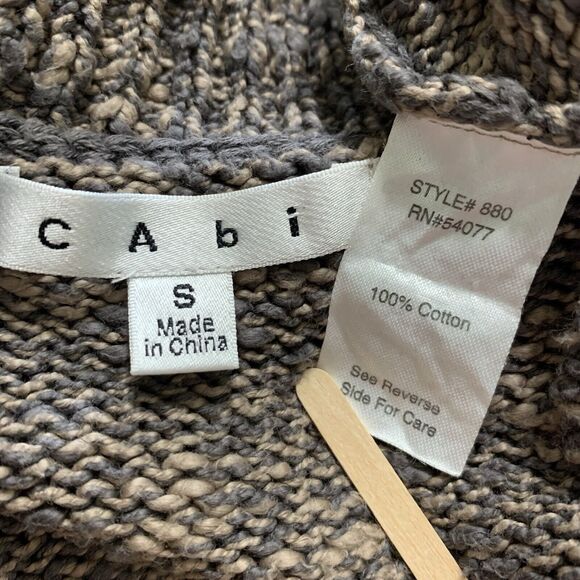 CAbi
S
Made
in China
STYLE# 880
RN#54077
100% Cotton
See Reverse
Side For Care